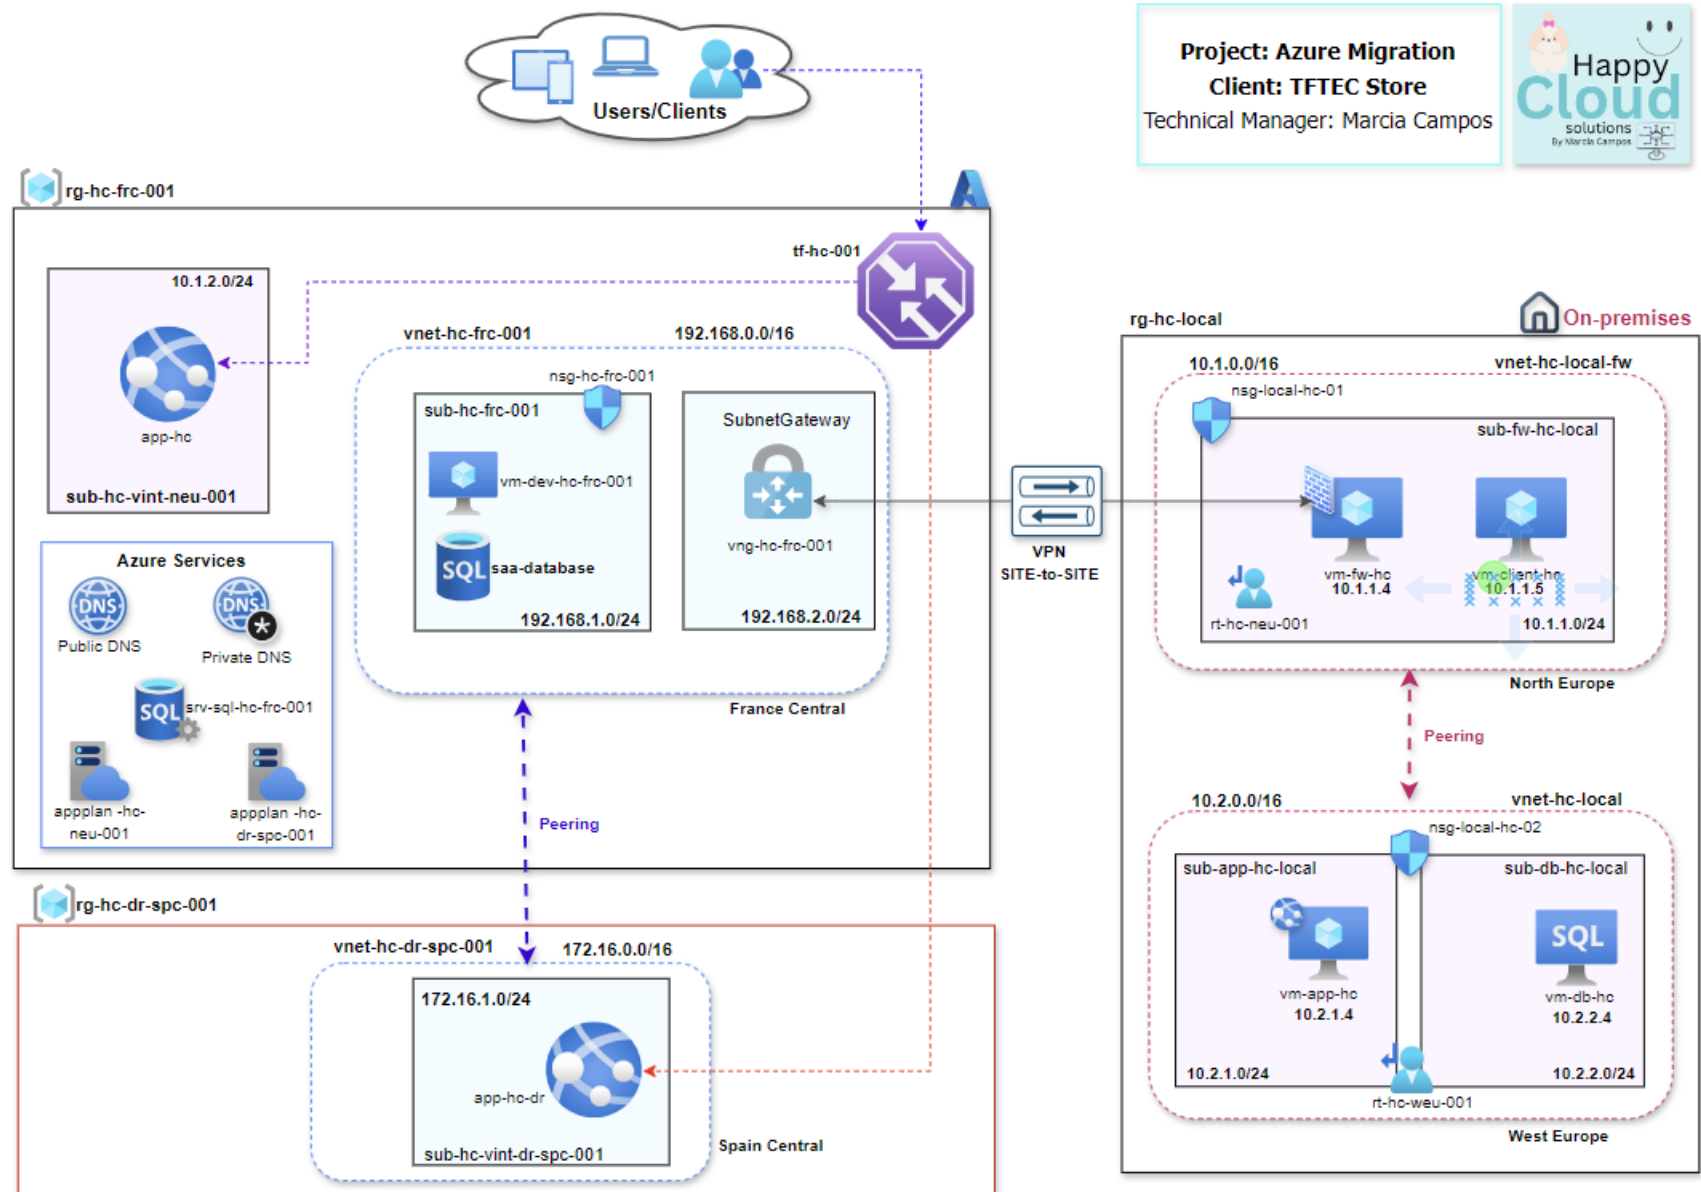 Users/Clients
Project: Azure Migration
Client: TFTEC Store
Technical Manager: Marcia Campos
Happy
Cloud
solutions
By Marcia Campos
rg-hc-frc-001
tf-hc-001
10.1.2.0/24
app-hc
sub-hc-vint-neu-001
vnet-hc-frc-001
192.168.0.0/16
nsg-hc-frc-001
sub-hc-frc-001
vm-dev-hc-frc-001
SQL
saa-database
192.168.1.0/24
SubnetGateway
vng-hc-frc-001
192.168.2.0/24
France Central
Azure Services
DNS
Public DNS
DNS
Private DNS
SQL
srv-sql-hc-frc-001
appplan -hc-
neu-001
appplan -hc-
dr-spc-001
Peering
VPN
SITE-to-SITE
rg-hc-local
On-premises
10.1.0.0/16
vnet-hc-local-fw
nsg-local-hc-01
sub-fw-hc-local
vm-fw-hc
10.1.1.4
vm-client-hc
10.1.1.5
rt-hc-neu-001
10.1.1.0/24
North Europe
Peering
10.2.0.0/16
vnet-hc-local
nsg-local-hc-02
sub-app-hc-local
sub-db-hc-local
SQL
vm-app-hc
10.2.1.4
vm-db-hc
10.2.2.4
10.2.1.0/24
10.2.2.0/24
rt-hc-weu-001
West Europe
rg-hc-dr-spc-001
vnet-hc-dr-spc-001
172.16.0.0/16
172.16.1.0/24
app-hc-dr
sub-hc-vint-dr-spc-001
Spain Central